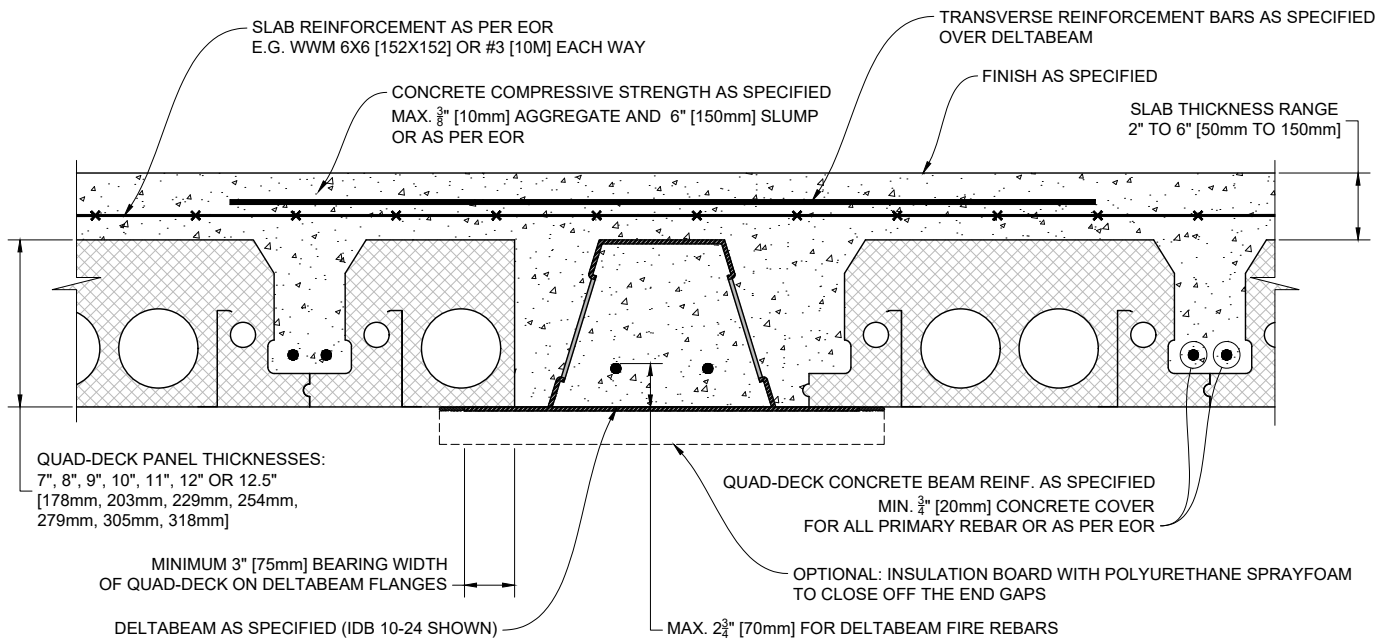 SLAB REINFORCEMENT AS PER EOR
E.G. WWM 6X6 [152X152] OR #3 [10M] EACH WAY
TRANSVERSE REINFORCEMENT BARS AS SPECIFIED
OVER DELTABEAM
FINISH AS SPECIFIED
CONCRETE COMPRESSIVE STRENGTH AS SPECIFIED
MAX. 3/8" [10mm] AGGREGATE AND 6" [150mm] SLUMP
OR AS PER EOR
SLAB THICKNESS RANGE
2" TO 6" [50mm TO 150mm]
QUAD-DECK PANEL THICKNESSES:
7", 8", 9", 10", 11", 12" OR 12.5"
[178mm, 203mm, 229mm, 254mm,
279mm, 305mm, 318mm]
QUAD-DECK CONCRETE BEAM REINF. AS SPECIFIED
MIN. 3/4" [20mm] CONCRETE COVER
FOR ALL PRIMARY REBAR OR AS PER EOR
MINIMUM 3" [75mm] BEARING WIDTH
OF QUAD-DECK ON DELTABEAM FLANGES
OPTIONAL: INSULATION BOARD WITH POLYURETHANE SPRAYFOAM
TO CLOSE OFF THE END GAPS
DELTABEAM AS SPECIFIED (IDB 10-24 SHOWN)
MAX. 2 3/4" [70mm] FOR DELTABEAM FIRE REBARS